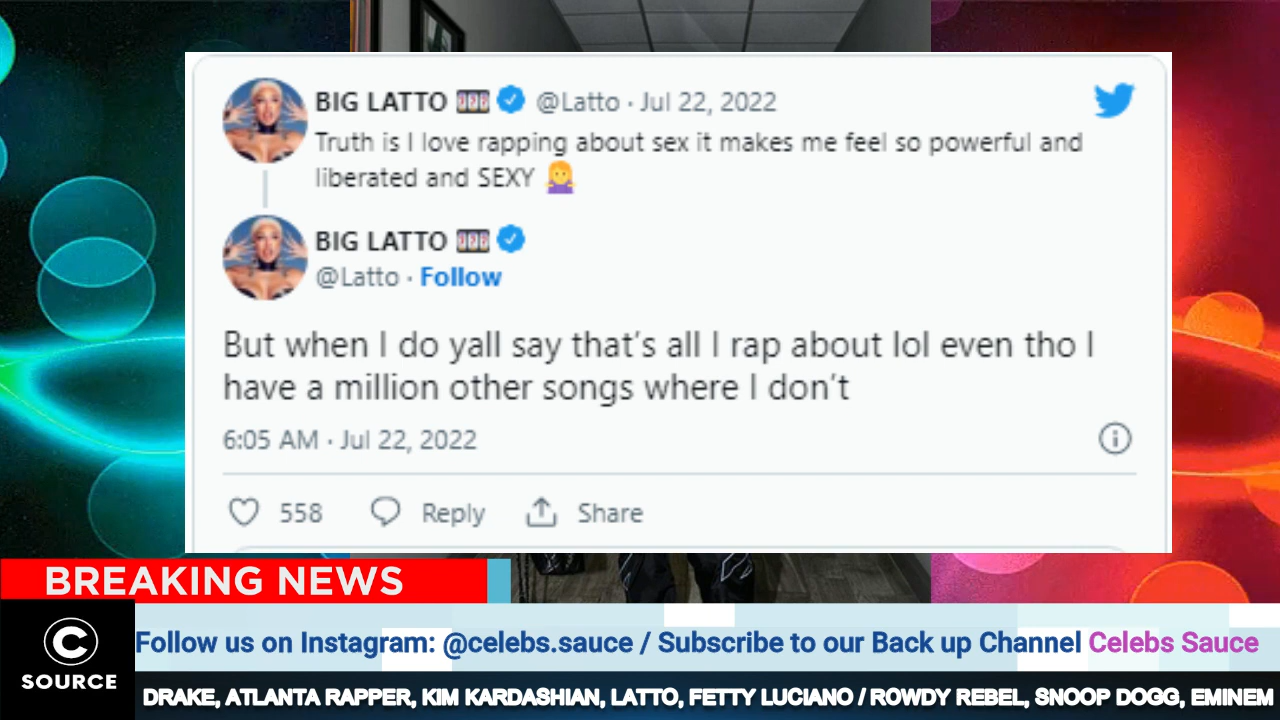 BIG LATTO 🎰 @Latto · Jul 22, 2022
Truth is I love rapping about sex it makes me feel so powerful and
liberated and SEXY 🤷‍♀️
BIG LATTO 🎰
@Latto · Follow
But when I do yall say that's all I rap about lol even tho I
have a million other songs where I don't
6:05 AM · Jul 22, 2022
558 Reply Share
BREAKING NEWS
C
SOURCE
Follow us on Instagram: @celebs.sauce / Subscribe to our Back up Channel Celebs Sauce
DRAKE, ATLANTA RAPPER, KIM KARDASHIAN, LATTO, FETTY LUCIANO / ROWDY REBEL, SNOOP DOGG, EMINEM